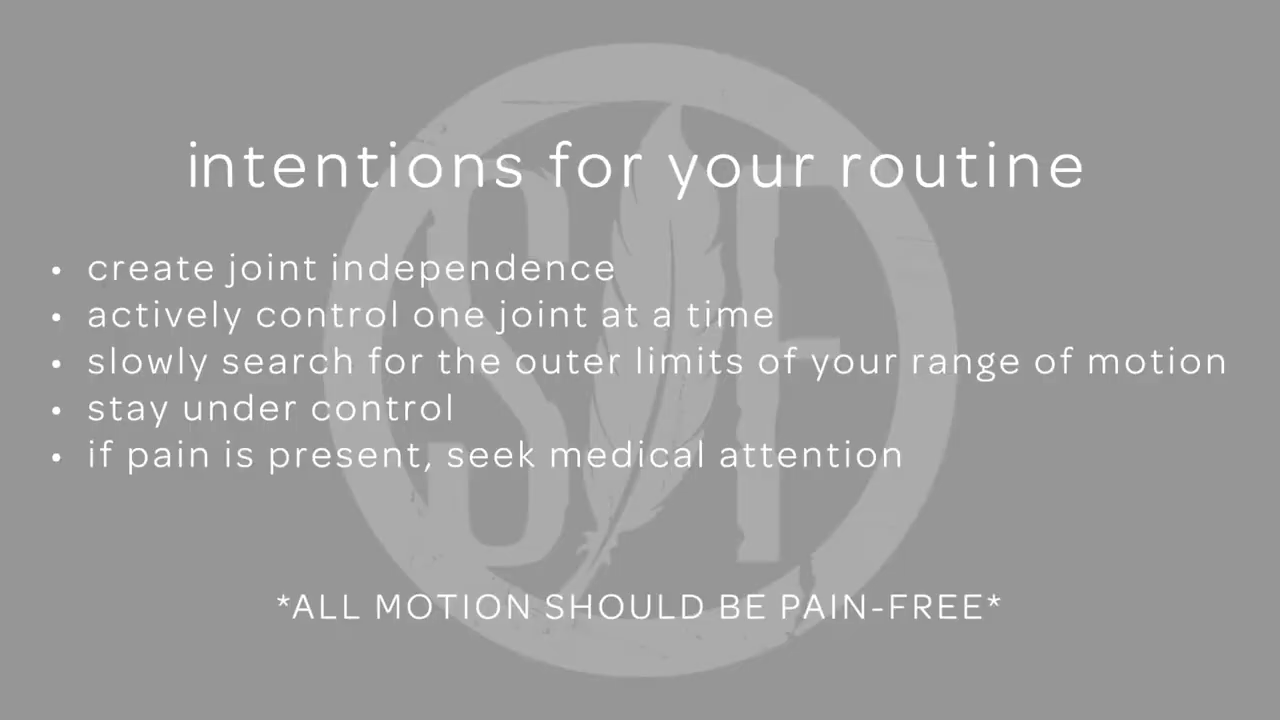 intentions for your routine
• create joint independence
• actively control one joint at a time
• slowly search for the outer limits of your range of motion
• stay under control
• if pain is present, seek medical attention
*ALL MOTION SHOULD BE PAIN-FREE*
S F